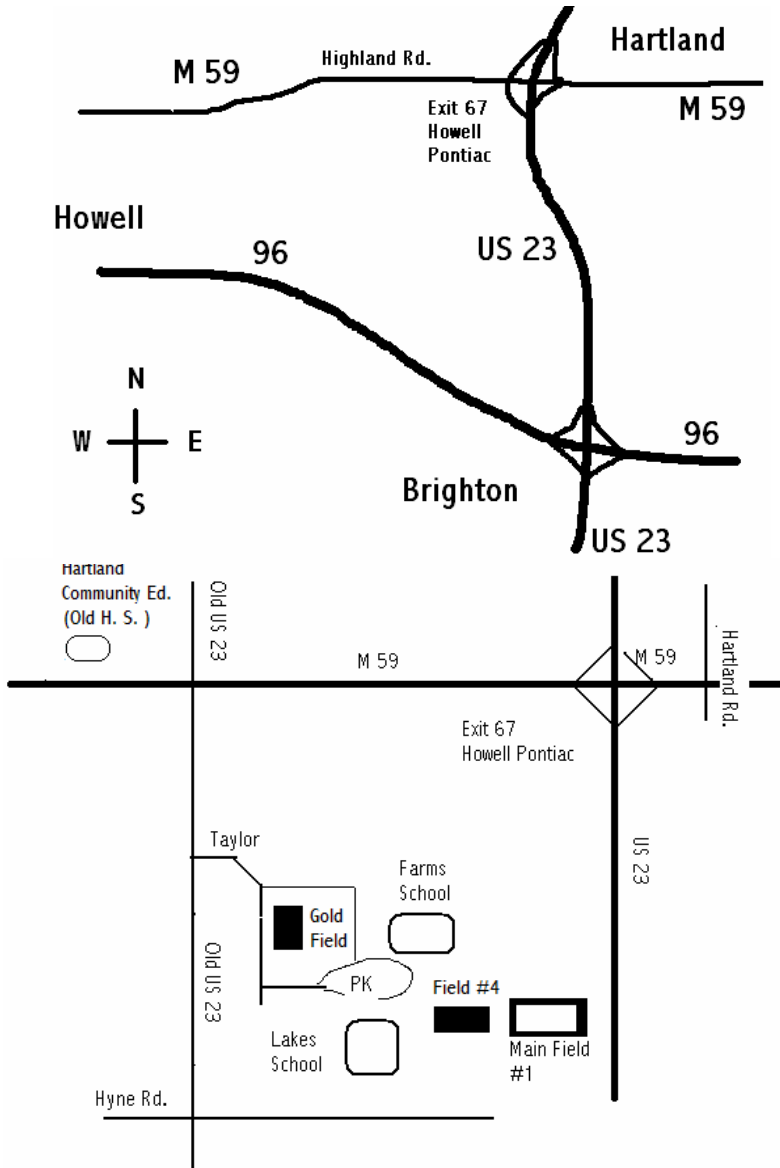 Hartland
Highland Rd.
M 59
Exit 67
Howell
Pontiac
M 59
Howell
96
US 23
N
W
E
S
96
Brighton
US 23
Hartland
Community Ed.
(Old H. S. )
Old US 23
M 59
M 59
Hartland Rd.
Exit 67
Howell Pontiac
Taylor
US 23
Farms
School
Gold
Field
Old US 23
PK
Field #4
Lakes
School
Main Field
#1
Hyne Rd.